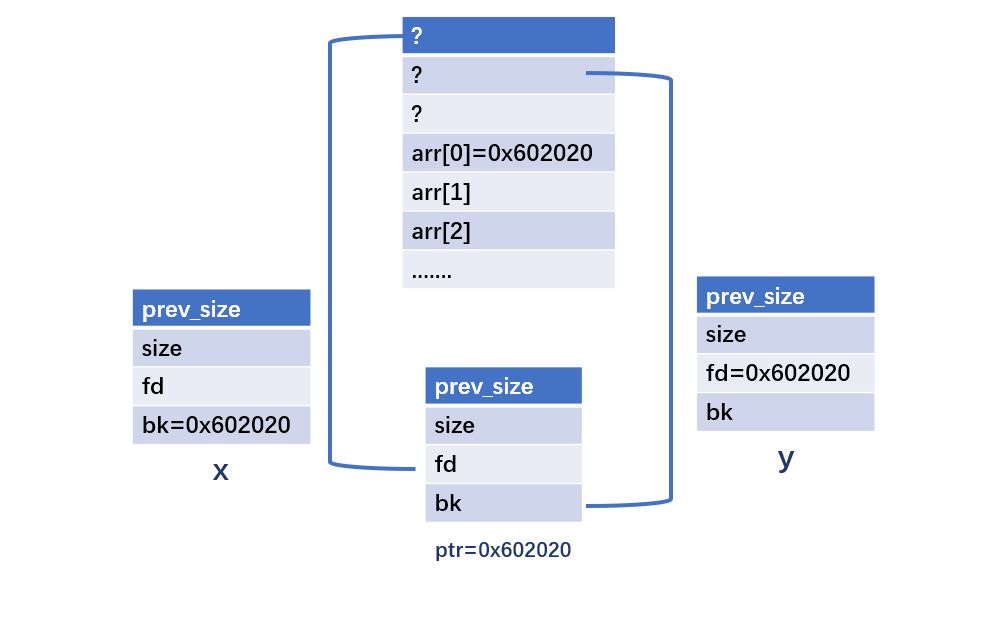 ?
?
?
arr[0]=0x602020
arr[1]
arr[2]
.......
prev_size
size
fd
bk=0x602020
x
prev_size
size
fd
bk
ptr=0x602020
prev_size
size
fd=0x602020
bk
y